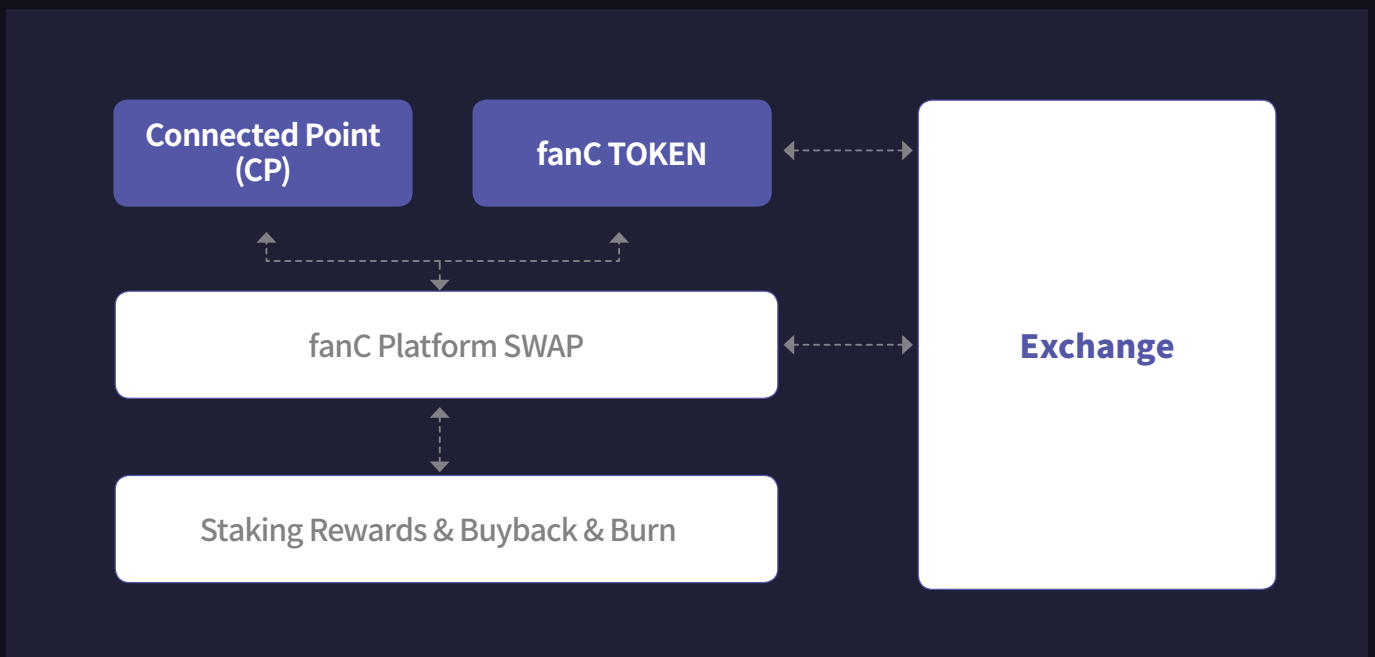 Connected Point
(CP)
fanC TOKEN
fanC Platform SWAP
Exchange
Staking Rewards & Buyback & Burn